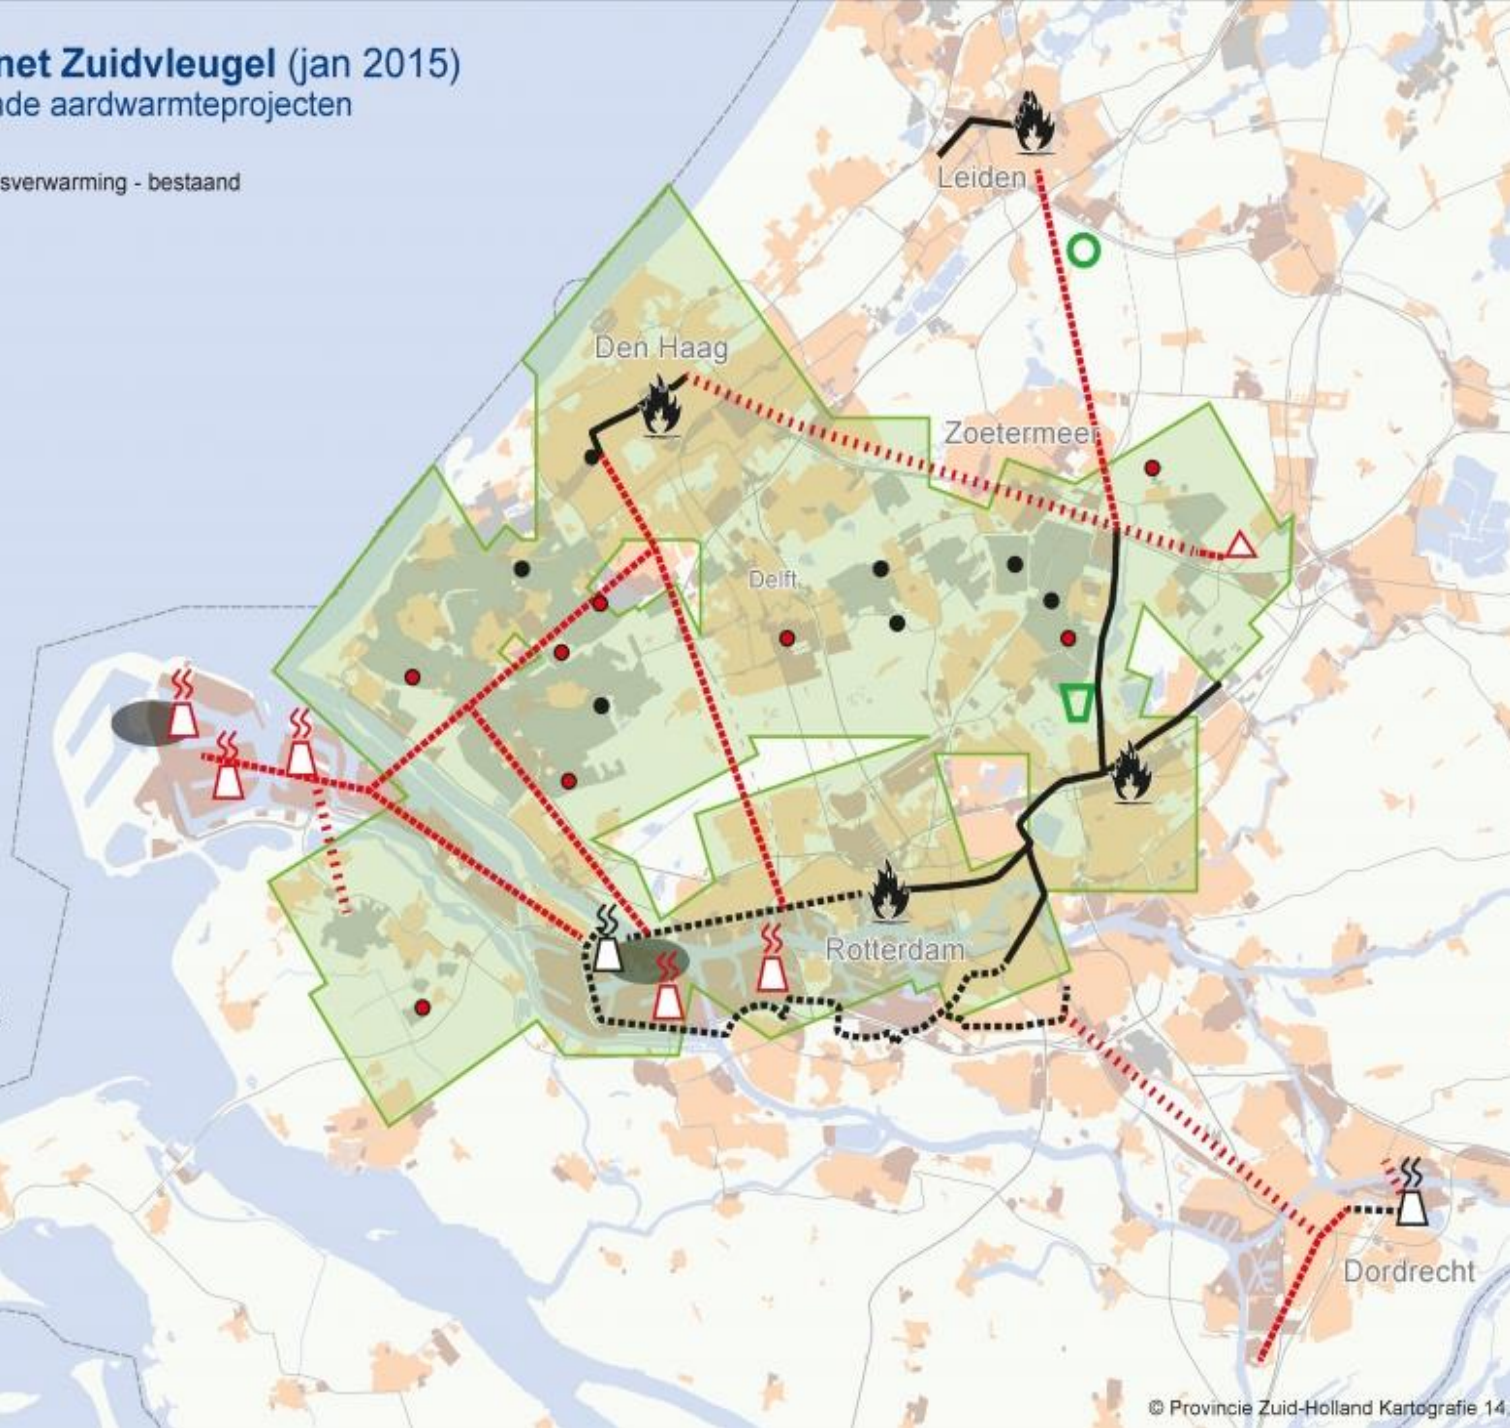 net Zuidvleugel (jan 2015)
nde aardwarmteprojecten
sverwarming - bestaand
Leiden
Den Haag
Zoetermeer
Delft
Rotterdam
Dordrecht
© Provincie Zuid-Holland Kartografie 14